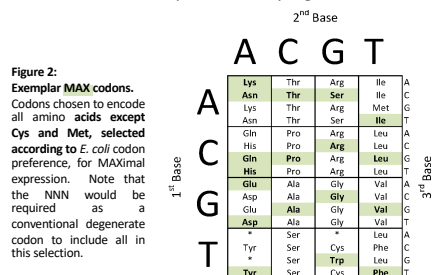 2nd Base
A C G T
Figure 2:
Exemplar MAX codons.
Codons chosen to encode
all amino acids except
Cys and Met, selected
according to E. coli codon
preference, for MAXimal
expression. Note that
the NNN would be
required as a
conventional degenerate
codon to include all in
this selection.
1st Base
A
Lys Thr Arg Ile A
Asn Thr Ser Ile C
Lys Thr Arg Met G
Asn Thr Ser Ile T
C
Gln Pro Arg Leu A
His Pro Arg Leu C
Gln Pro Arg Leu G
His Pro Arg Leu T
G
Glu Ala Gly Val A
Asp Ala Gly Val C
Glu Ala Gly Val G
Asp Ala Gly Val T
T
* Ser * Leu A
Tyr Ser Cys Phe C
* Ser Trp Leu G
Tyr Ser Cys Phe T
3rd Base